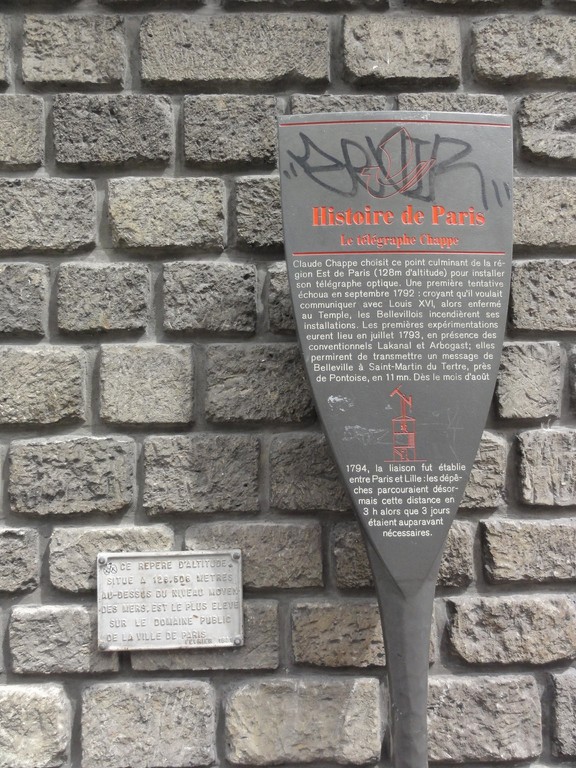 Histoire de Paris
Le télégraphe Chappe
Claude Chappe choisit ce point culminant de la ré-
gion Est de Paris (128m d'altitude) pour installer
son télégraphe optique. Une première tentative
échoua en septembre 1792 : croyant qu'il voulait
communiquer avec Louis XVI, alors enfermé
au Temple, les Bellevillois incendièrent ses
installations. Les premières expérimentations
eurent lieu en juillet 1793, en présence des
conventionnels Lakanal et Arbogast; elles
permirent de transmettre un message de
Belleville à Saint-Martin du Tertre, près
de Pontoise, en 11 mn. Dès le mois d'août
1794, la liaison fut établie
entre Paris et Lille : les dépê-
ches parcouraient désor-
mais cette distance en
3 h alors que 3 jours
étaient auparavant
nécessaires.
CE REPERE D'ALTITUDE
SITUE A 128.508 METRES
AU-DESSUS DU NIVEAU MOYEN
DES MERS, EST LE PLUS ELEVE
SUR LE DOMAINE PUBLIC
DE LA VILLE DE PARIS
FEVRIER